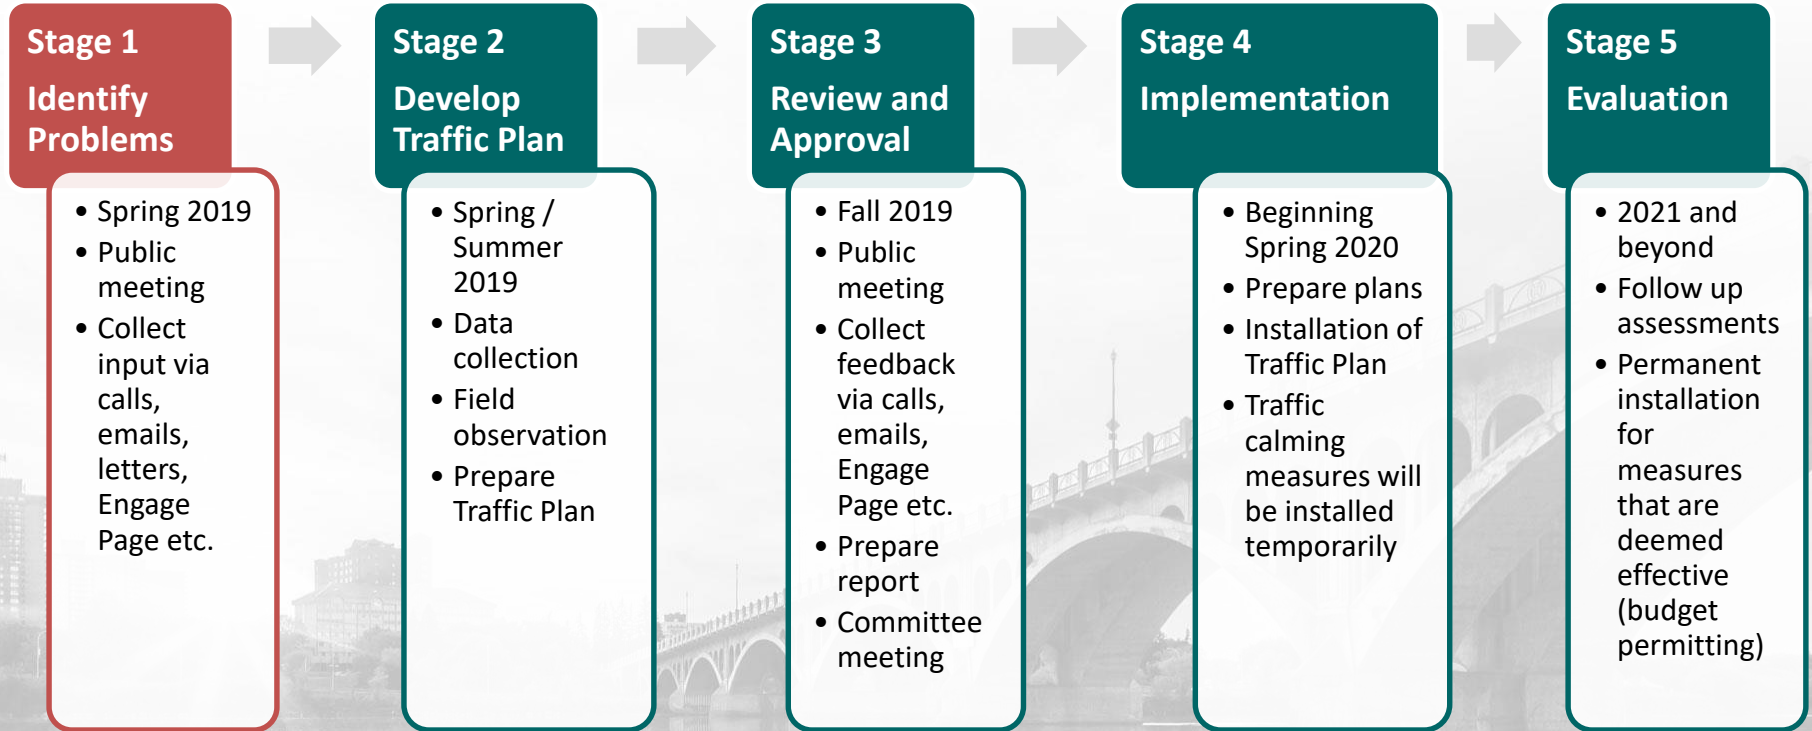 Stage 1
Identify
Problems
• Spring 2019
• Public
meeting
• Collect
input via
calls,
emails,
letters,
Engage
Page etc.
Stage 2
Develop
Traffic Plan
• Spring /
Summer
2019
• Data
collection
• Field
observation
• Prepare
Traffic Plan
Stage 3
Review and
Approval
• Fall 2019
• Public
meeting
• Collect
feedback
via calls,
emails,
Engage
Page etc.
• Prepare
report
• Committee
meeting
Stage 4
Implementation
• Beginning
Spring 2020
• Prepare plans
• Installation of
Traffic Plan
• Traffic
calming
measures will
be installed
temporarily
Stage 5
Evaluation
• 2021 and
beyond
• Follow up
assessments
• Permanent
installation
for
measures
that are
deemed
effective
(budget
permitting)